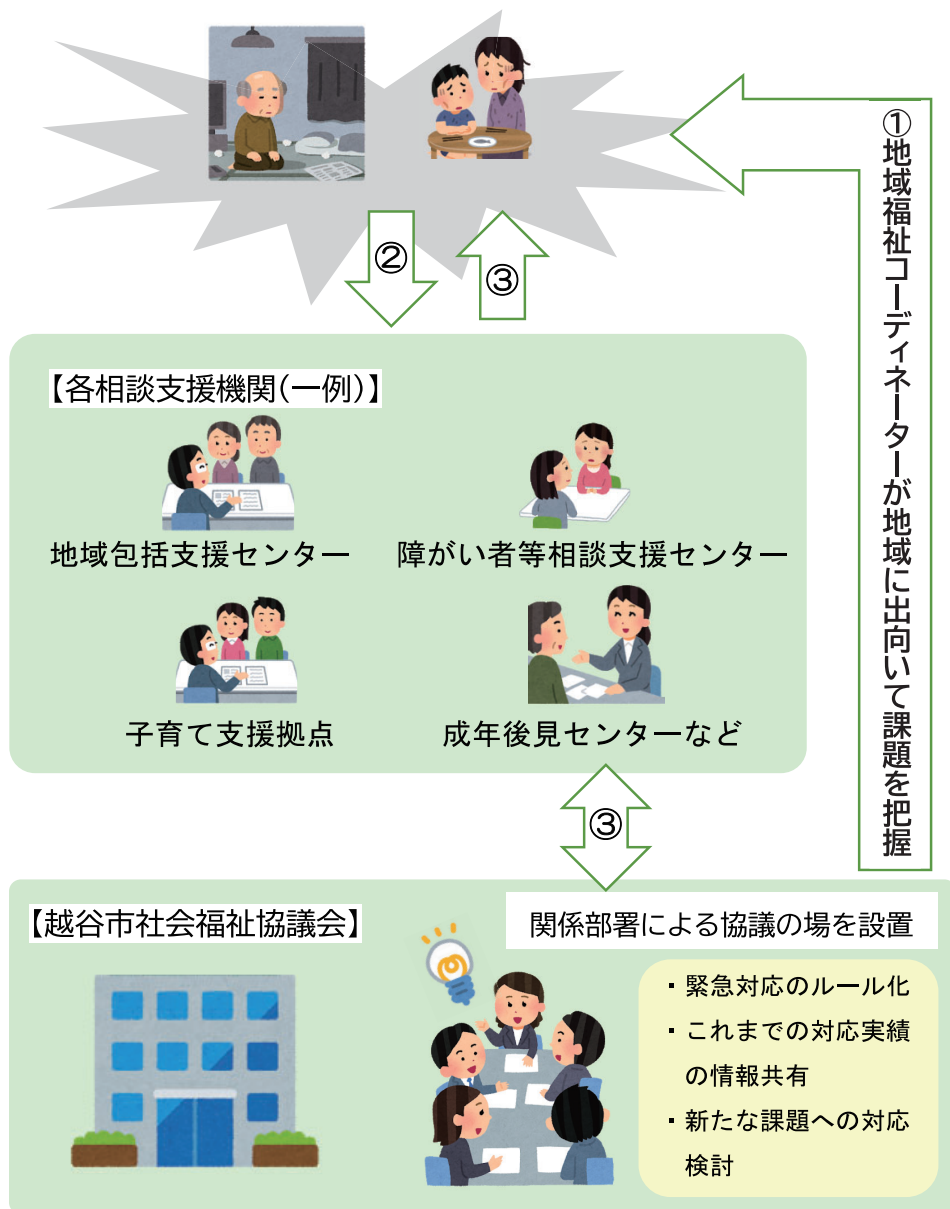 ①地域福祉コーディネーターが地域に出向いて課題を把握
②
③
【各相談支援機関（一例）】
地域包括支援センター
障がい者等相談支援センター
子育て支援拠点
成年後見センターなど
③
【越谷市社会福祉協議会】
関係部署による協議の場を設置
・緊急対応のルール化
・これまでの対応実績
の情報共有
・新たな課題への対応
検討